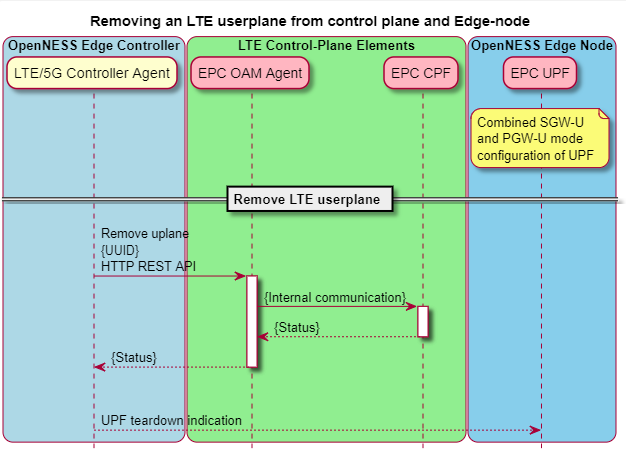 Removing an LTE userplane from control plane and Edge-node
OpenNESS Edge Controller
LTE Control-Plane Elements
OpenNESS Edge Node
LTE/5G Controller Agent
EPC OAM Agent
EPC CPF
EPC UPF
Combined SGW-U
and PGW-U mode
configuration of UPF
Remove LTE userplane
Remove uplane
{UUID}
HTTP REST API
{Internal communication}
{Status}
{Status}
UPF teardown indication